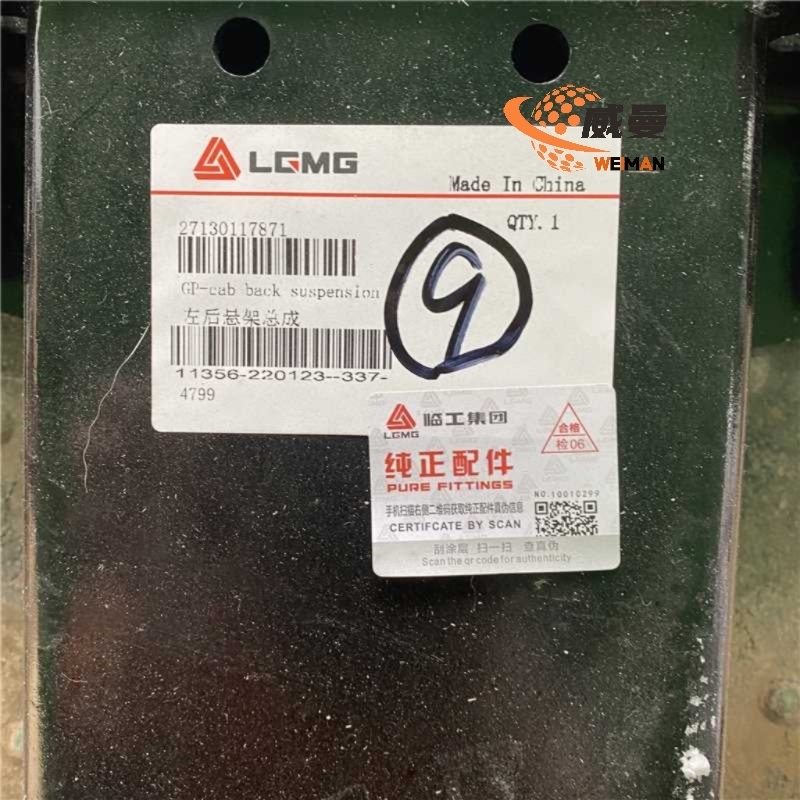 威曼
WEMAN
LGMG
Made In China
27130117871
QTY. 1
GP-cab back suspension
9
左后悬架总成
11356-220123--337-
4799
LGMG
临工集团
合格
检06
纯正配件
PURE FITTINGS
NO.10010299
手机扫描右侧二维码获取纯正配件真伪信息
CERTIFCATE BY SCAN
刮涂层 扫一扫 查真伪
Scan the qr code for authenticity